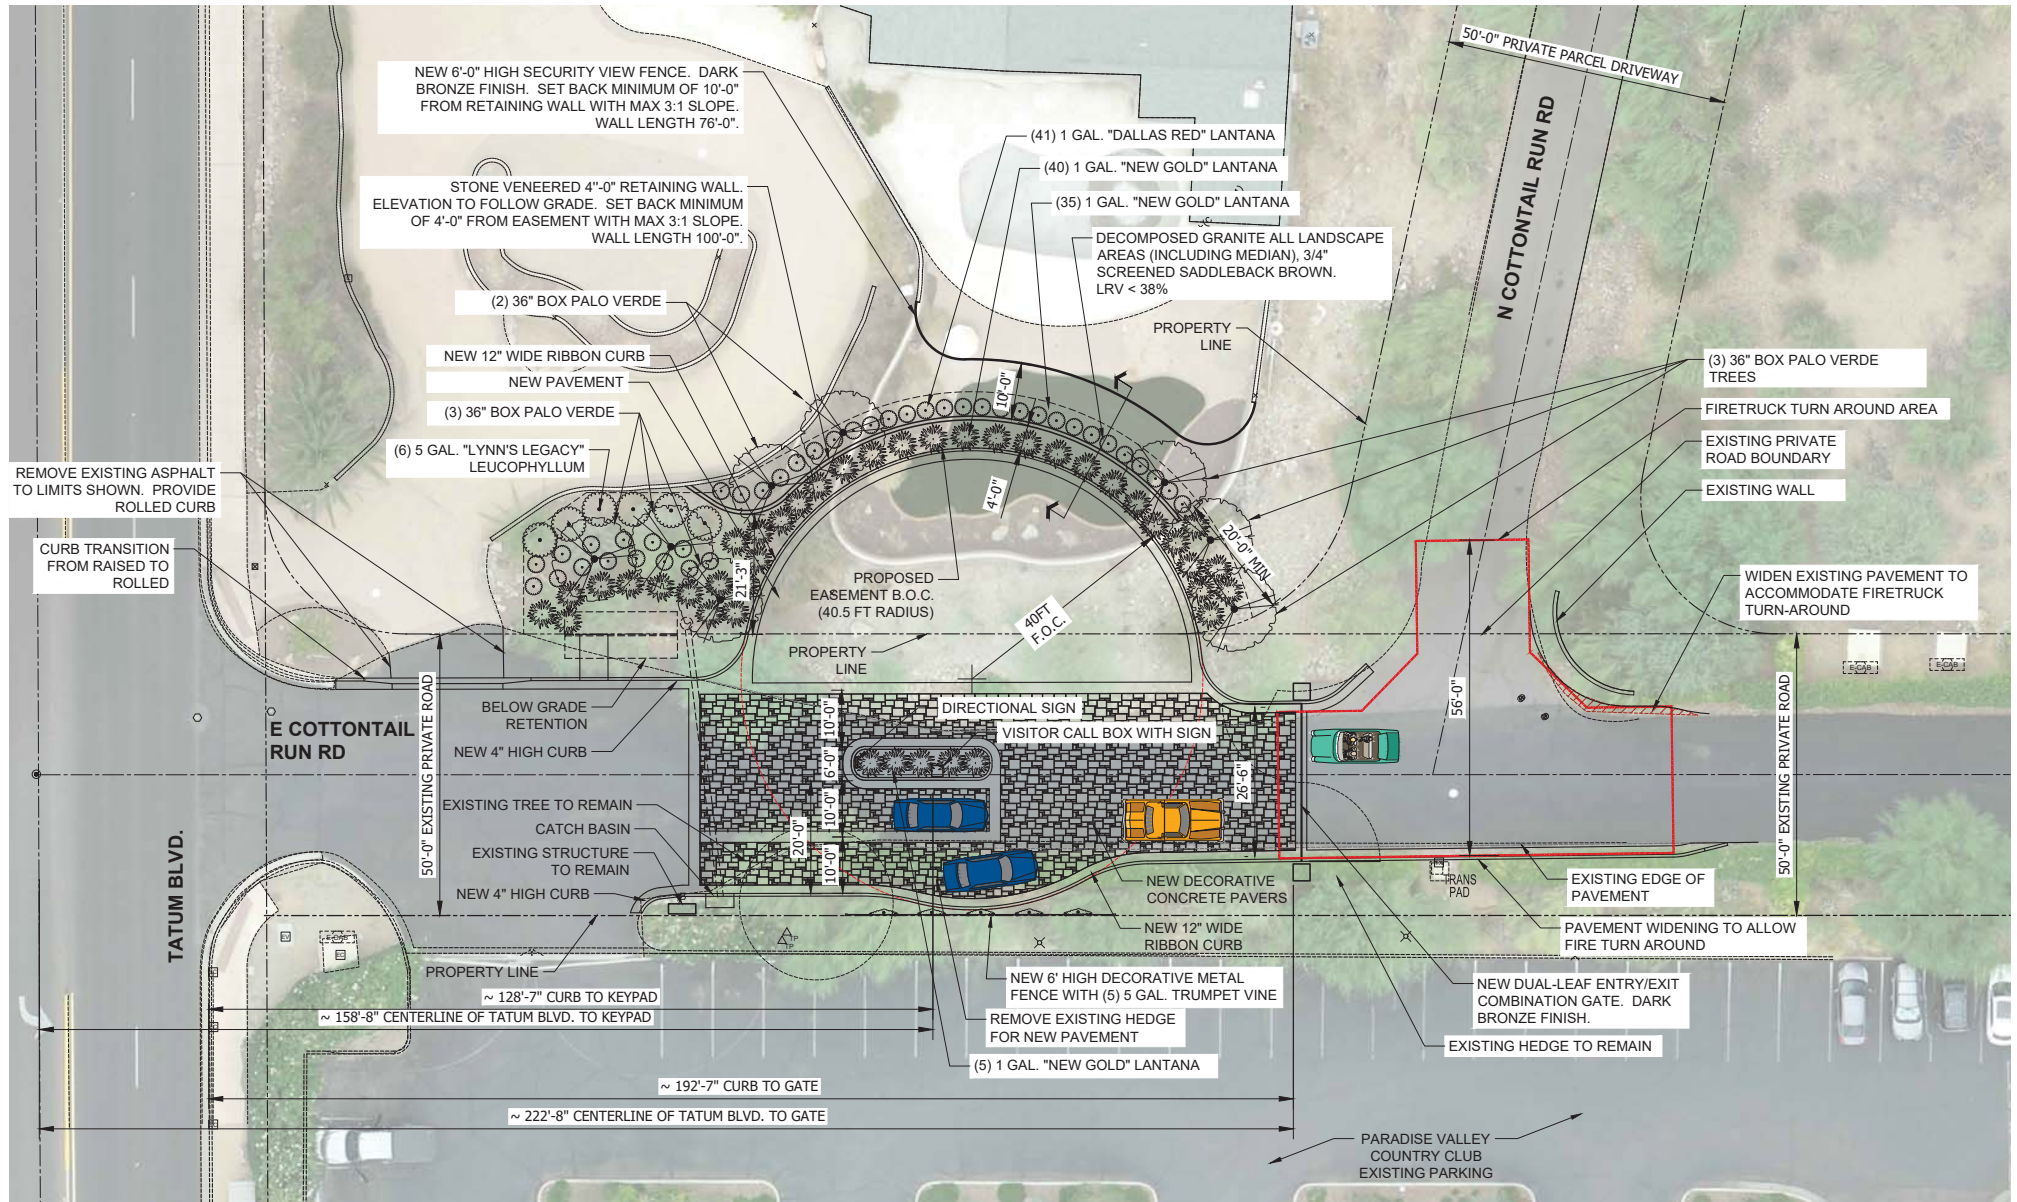 50'-0" PRIVATE PARCEL DRIVEWAY
N COTTONTAIL RUN RD
NEW 6'-0" HIGH SECURITY VIEW FENCE. DARK
BRONZE FINISH. SET BACK MINIMUM OF 10'-0"
FROM RETAINING WALL WITH MAX 3:1 SLOPE.
WALL LENGTH 76'-0".
(41) 1 GAL. "DALLAS RED" LANTANA
(40) 1 GAL. "NEW GOLD" LANTANA
(35) 1 GAL. "NEW GOLD" LANTANA
STONE VENEERED 4"-0" RETAINING WALL.
ELEVATION TO FOLLOW GRADE. SET BACK MINIMUM
OF 4'-0" FROM EASEMENT WITH MAX 3:1 SLOPE.
WALL LENGTH 100'-0".
DECOMPOSED GRANITE ALL LANDSCAPE
AREAS (INCLUDING MEDIAN), 3/4"
SCREENED SADDLEBACK BROWN.
LRV < 38%
(2) 36" BOX PALO VERDE
PROPERTY
LINE
NEW 12" WIDE RIBBON CURB
NEW PAVEMENT
(3) 36" BOX PALO VERDE
(6) 5 GAL. "LYNN'S LEGACY"
LEUCOPHYLLUM
(3) 36" BOX PALO VERDE
TREES
FIRETRUCK TURN AROUND AREA
EXISTING PRIVATE
ROAD BOUNDARY
EXISTING WALL
REMOVE EXISTING ASPHALT
TO LIMITS SHOWN. PROVIDE
ROLLED CURB
CURB TRANSITION
FROM RAISED TO
ROLLED
10'-0"
4'-0"
20'-0" MIN
21'-3"
PROPOSED
EASEMENT B.O.C.
(40.5 FT RADIUS)
40FT
F.O.C.
PROPERTY
LINE
WIDEN EXISTING PAVEMENT TO
ACCOMMODATE FIRETRUCK
TURN-AROUND
E-CAB
E-CAB
56'-0"
50'-0" EXISTING PRIVATE ROAD
50'-0" EXISTING PRIVATE ROAD
E COTTONTAIL
RUN RD
BELOW GRADE
RETENTION
NEW 4" HIGH CURB
DIRECTIONAL SIGN
VISITOR CALL BOX WITH SIGN
10'-0"
6'-0"
10'-0"
20'-0"
10'-0"
26'-6"
EXISTING TREE TO REMAIN
CATCH BASIN
EXISTING STRUCTURE
TO REMAIN
NEW 4" HIGH CURB
TATUM BLVD.
NEW DECORATIVE
CONCRETE PAVERS
NEW 12" WIDE
RIBBON CURB
RANS
PAD
EXISTING EDGE OF
PAVEMENT
PAVEMENT WIDENING TO ALLOW
FIRE TURN AROUND
EV
E-CAB
EC
TP
TP
PROPERTY LINE
~ 128'-7" CURB TO KEYPAD
~ 158'-8" CENTERLINE OF TATUM BLVD. TO KEYPAD
NEW 6' HIGH DECORATIVE METAL
FENCE WITH (5) 5 GAL. TRUMPET VINE
REMOVE EXISTING HEDGE
FOR NEW PAVEMENT
(5) 1 GAL. "NEW GOLD" LANTANA
NEW DUAL-LEAF ENTRY/EXIT
COMBINATION GATE. DARK
BRONZE FINISH.
EXISTING HEDGE TO REMAIN
~ 192'-7" CURB TO GATE
~ 222'-8" CENTERLINE OF TATUM BLVD. TO GATE
PARADISE VALLEY
COUNTRY CLUB
EXISTING PARKING